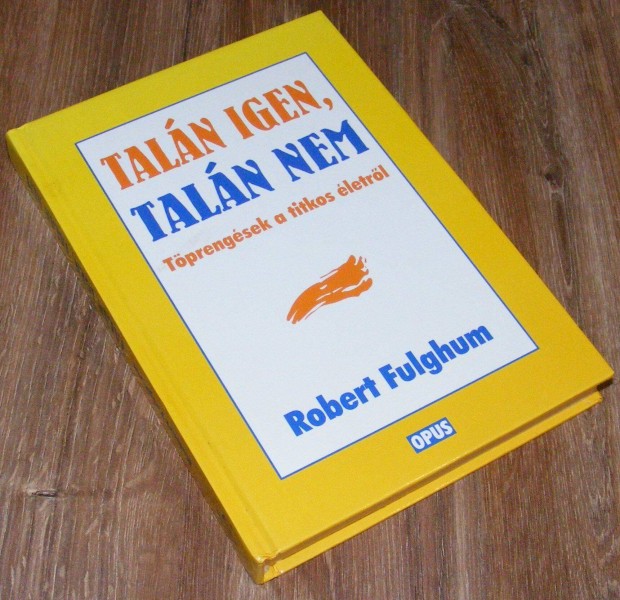 TALÁN IGEN,
TALÁN NEM
Töprengések a titkos életről
Robert Fulghum
OPUS